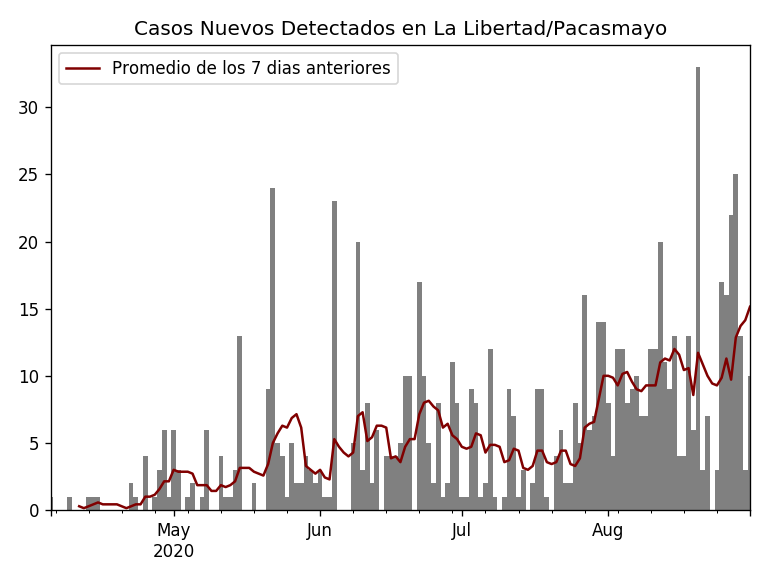 Casos Nuevos Detectados en La Libertad/Pacasmayo
Promedio de los 7 dias anteriores
30
25
20
15
10
5
0
May Jun Jul Aug
2020